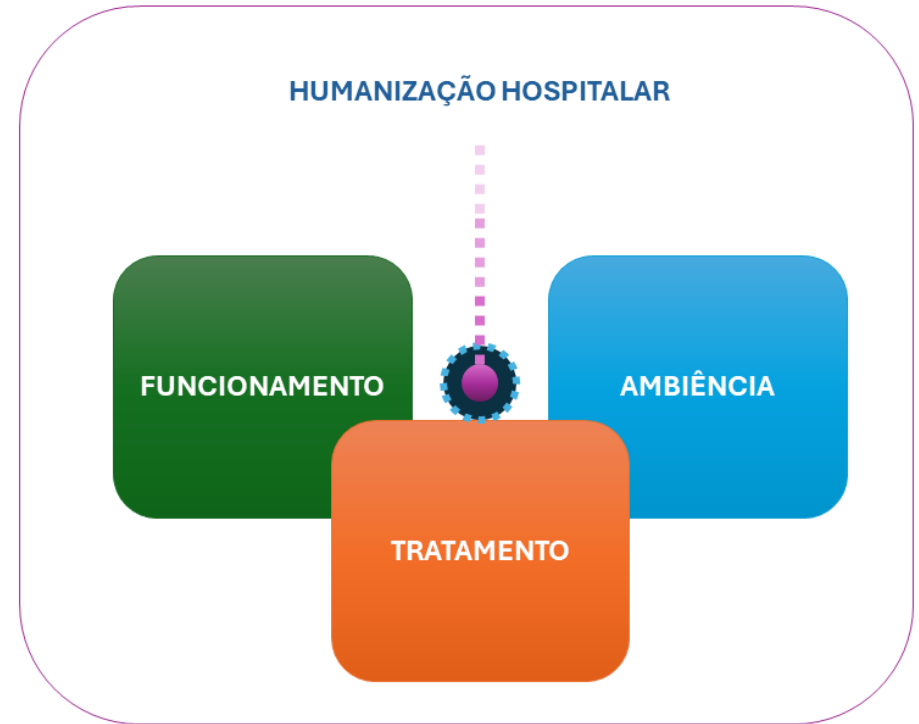 HUMANIZAÇÃO HOSPITALAR
FUNCIONAMENTO
AMBIÊNCIA
TRATAMENTO